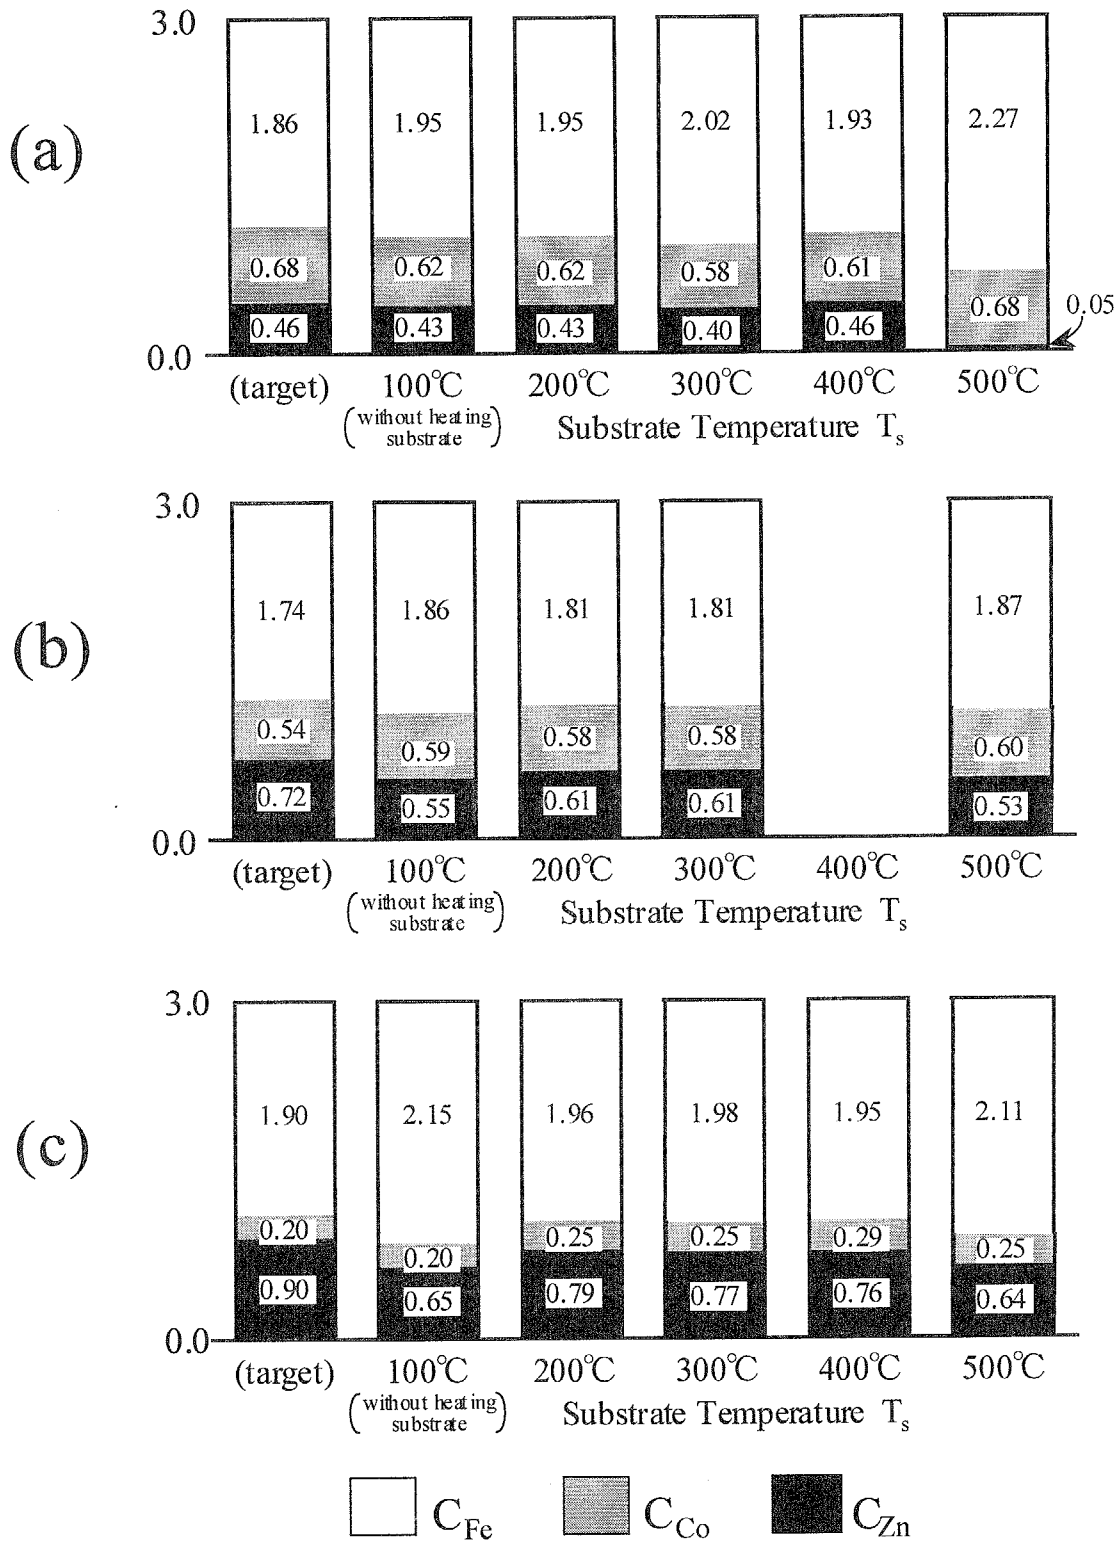 (a)
3.0
1.86 1.95 1.95 2.02 1.93 2.27
0.68 0.62 0.62 0.58 0.61 0.68 0.05
0.46 0.43 0.43 0.40 0.46
0.0
(target) 100℃ 200℃ 300℃ 400℃ 500℃
(without heating substrate) Substrate Temperature Ts
(b)
3.0
1.74 1.86 1.81 1.81 1.87
0.54 0.59 0.58 0.58 0.60
0.72 0.55 0.61 0.61 0.53
0.0
(target) 100℃ 200℃ 300℃ 400℃ 500℃
(without heating substrate) Substrate Temperature Ts
(c)
3.0
1.90 2.15 1.96 1.98 1.95 2.11
0.20 0.20 0.25 0.25 0.29 0.25
0.90 0.65 0.79 0.77 0.76 0.64
0.0
(target) 100℃ 200℃ 300℃ 400℃ 500℃
(without heating substrate) Substrate Temperature Ts
CFe CCo CZn